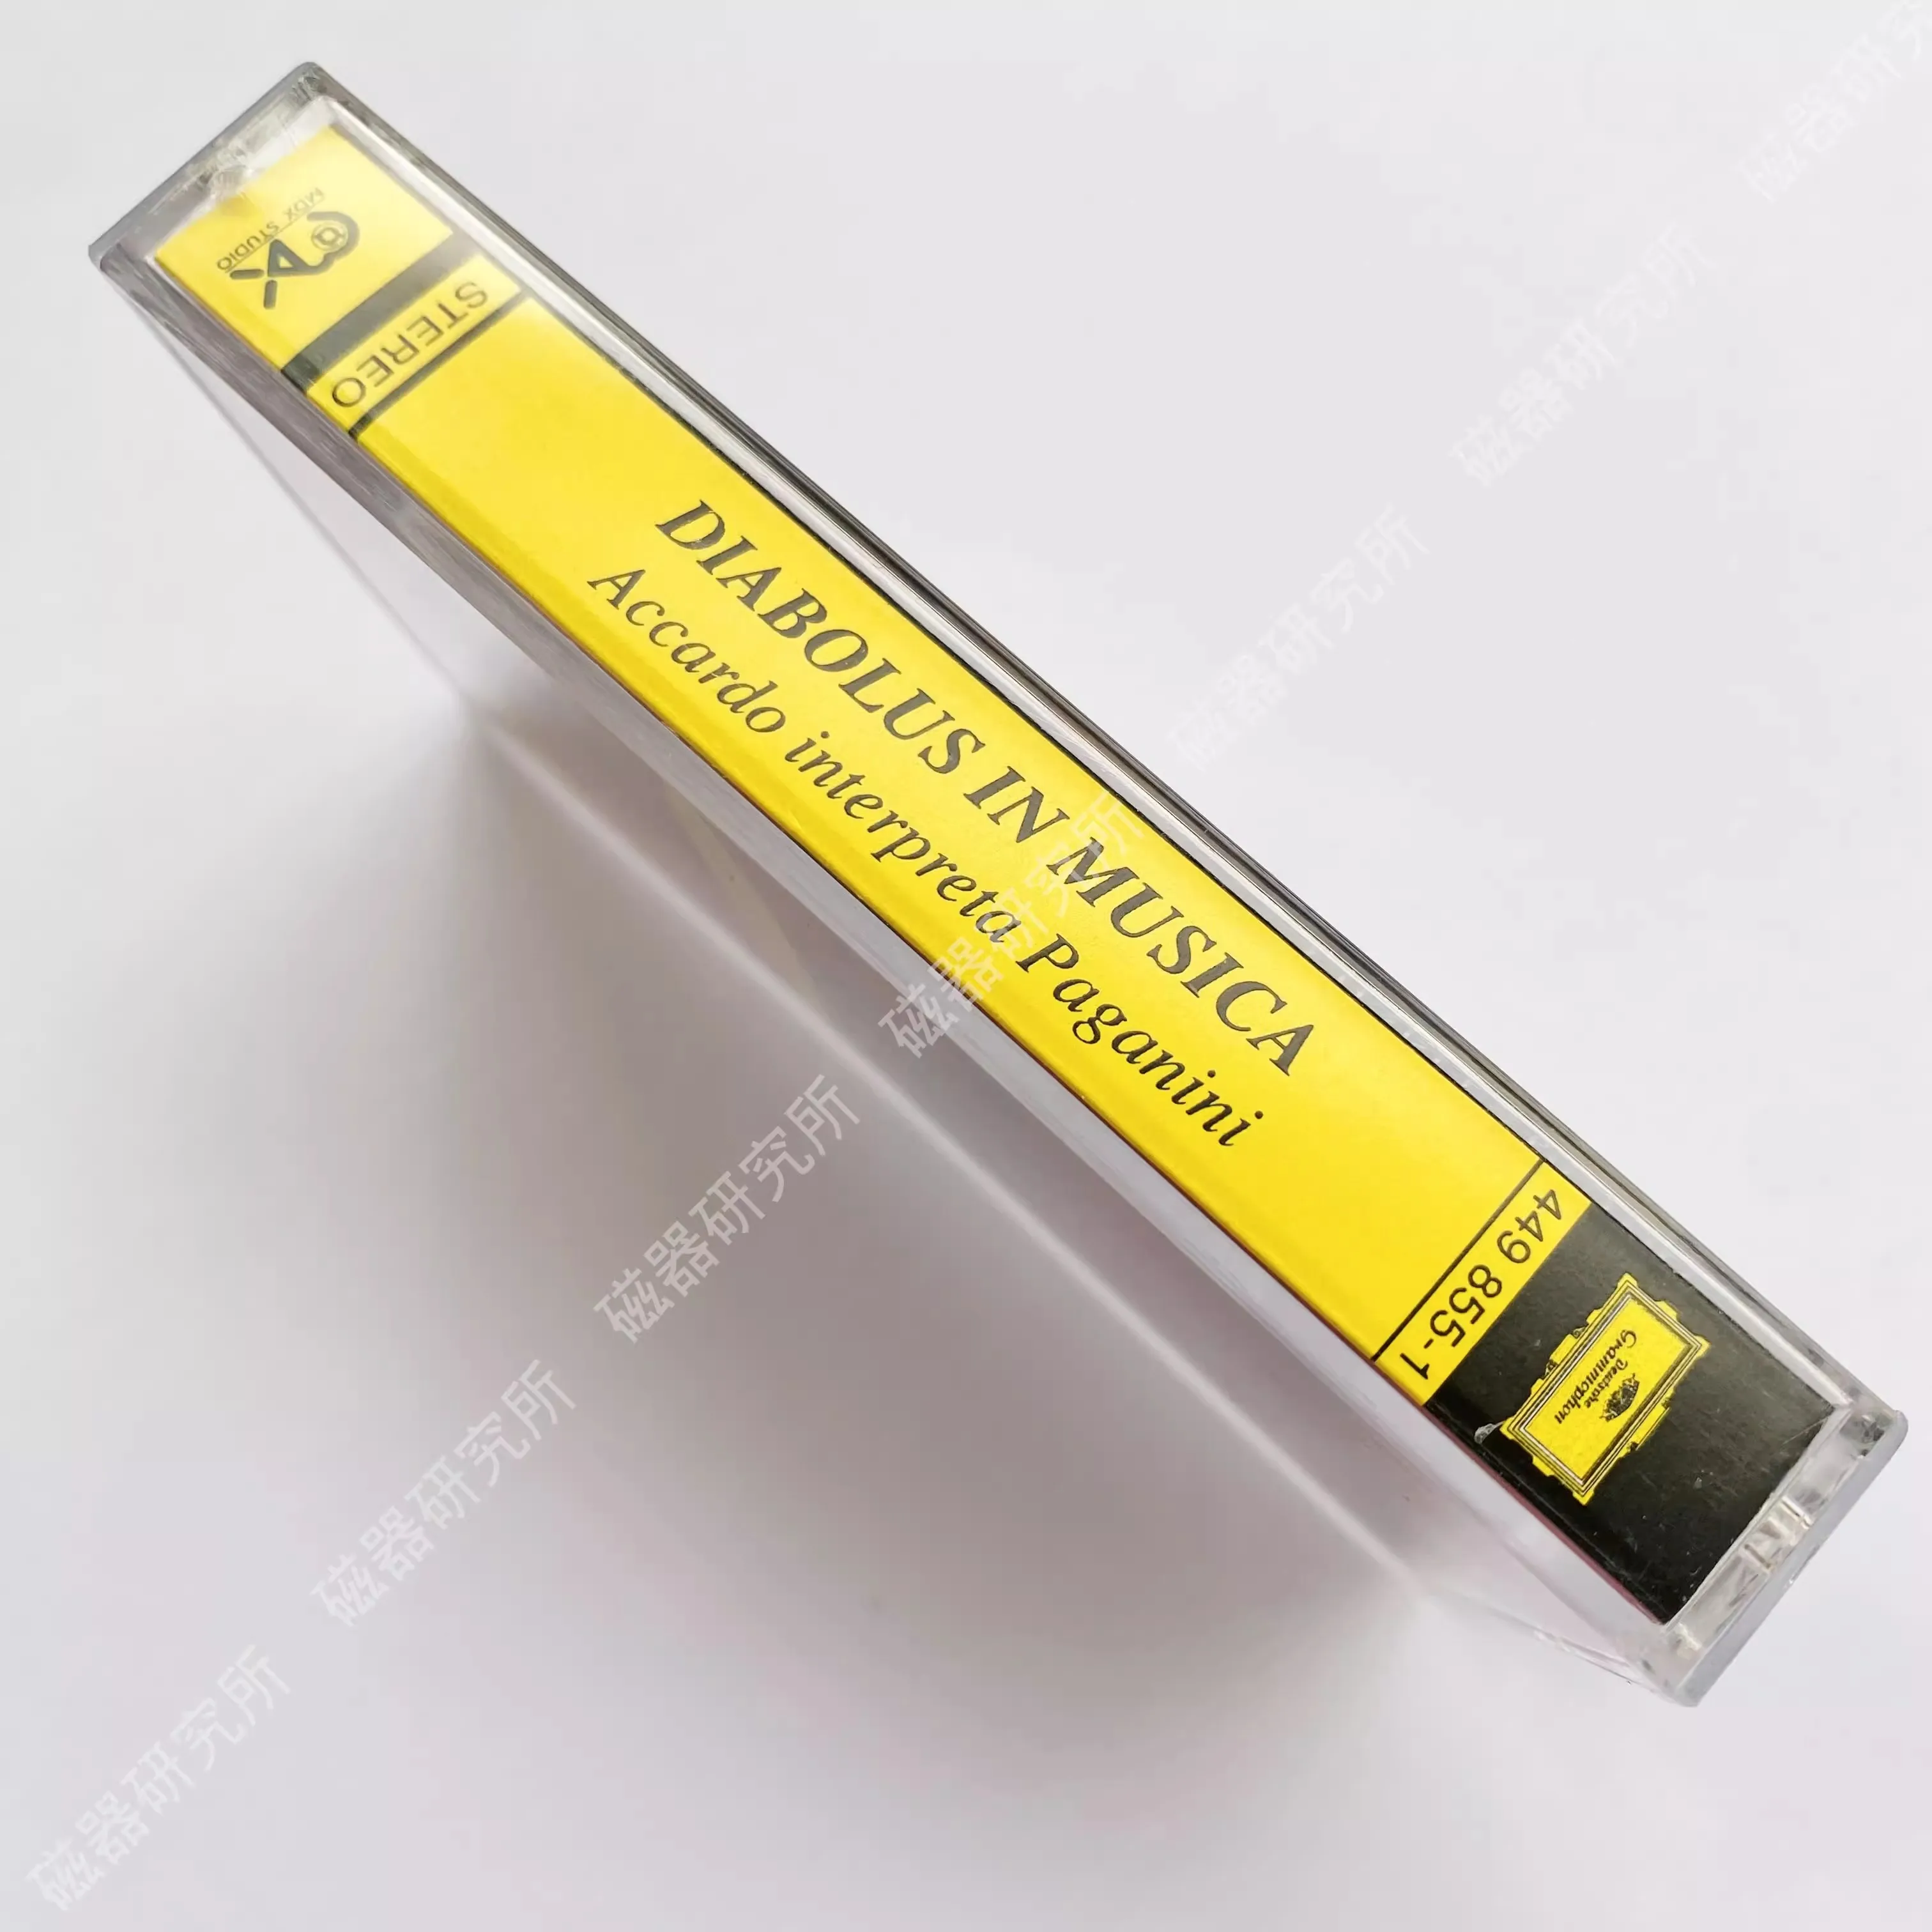 MDX STUDIO
STEREO
DIABOLUS IN MUSICA
Accardo interpreta Paganini
449 855-1
Deutsche
Grammophon
磁器研究所
磁器研究所
磁器研究所
磁器研究所
磁器研究所
磁器研究所
磁器研究所